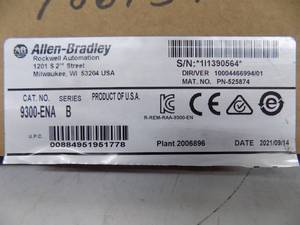 Allen-Bradley
Rockwell Automation
1201 S 2nd Street
Milwaukee, WI 53204 USA
S/N:*1I1390564*
DIR/VER 10004466994/01
MAT. NO. PN-525874
CAT. NO. SERIES PRODUCT OF U.S.A.
9300-ENA B
R-REM-RAA-9300-EN
U.P.C.
00884951951778
Plant 2006896
DATE
2021/09/14